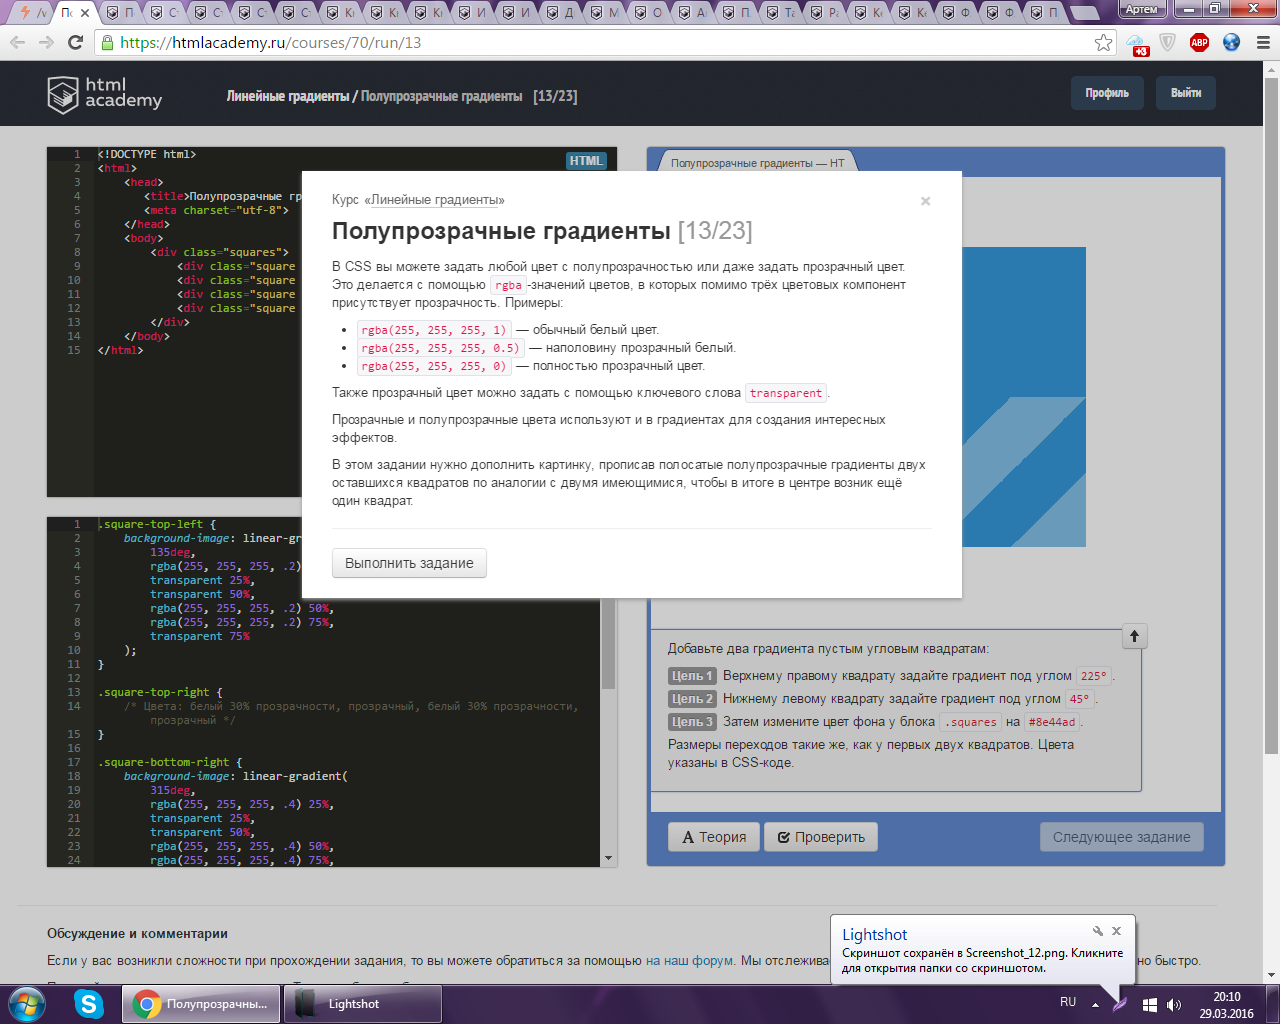 Артем
https://htmlacademy.ru/courses/70/run/13
+3
ABP
html
academy
Линейные градиенты / Полупрозрачные градиенты [13/23]
Профиль
Выйти
HTML
1 <!DOCTYPE html>
2 <html>
3 <head>
4 <title>Полупрозрачные гр
5 <meta charset="utf-8">
6 </head>
7 <body>
8 <div class="squares">
9 <div class="square
10 <div class="square
11 <div class="square
12 <div class="square
13 </div>
14 </body>
15 </html>
Полупрозрачные градиенты — HT
Курс «Линейные градиенты»
×
Полупрозрачные градиенты [13/23]
В CSS вы можете задать любой цвет с полупрозрачностью или даже задать прозрачный цвет.
Это делается с помощью rgba-значений цветов, в которых помимо трёх цветовых компонент
присутствует прозрачность. Примеры:
• rgba(255, 255, 255, 1) — обычный белый цвет.
• rgba(255, 255, 255, 0.5) — наполовину прозрачный белый.
• rgba(255, 255, 255, 0) — полностью прозрачный цвет.
Также прозрачный цвет можно задать с помощью ключевого слова transparent.
Прозрачные и полупрозрачные цвета используют и в градиентах для создания интересных
эффектов.
В этом задании нужно дополнить картинку, прописав полосатые полупрозрачные градиенты двух
оставшихся квадратов по аналогии с двумя имеющимися, чтобы в итоге в центре возник ещё
один квадрат.
Выполнить задание
1 .square-top-left {
2 background-image: linear-gr
3 135deg,
4 rgba(255, 255, 255, .2)
5 transparent 25%,
6 transparent 50%,
7 rgba(255, 255, 255, .2) 50%,
8 rgba(255, 255, 255, .2) 75%,
9 transparent 75%
10 );
11 }
12
13 .square-top-right {
14 /* Цвета: белый 30% прозрачности, прозрачный, белый 30% прозрачности,
прозрачный */
15 }
16
17 .square-bottom-right {
18 background-image: linear-gradient(
19 315deg,
20 rgba(255, 255, 255, .4) 25%,
21 transparent 25%,
22 transparent 50%,
23 rgba(255, 255, 255, .4) 50%,
24 rgba(255, 255, 255, .4) 75%,
Добавьте два градиента пустым угловым квадратам:
Цель 1 Верхнему правому квадрату задайте градиент под углом 225°.
Цель 2 Нижнему левому квадрату задайте градиент под углом 45°.
Цель 3 Затем измените цвет фона у блока .squares на #8e44ad.
Размеры переходов такие же, как у первых двух квадратов. Цвета
указаны в CSS-коде.
Теория
Проверить
Следующее задание
Обсуждение и комментарии
Если у вас возникли сложности при прохождении задания, то вы можете обратиться за помощью на наш форум. Мы отслежива
но быстро.
Lightshot
Скриншот сохранён в Screenshot_12.png. Кликните
для открытия папки со скриншотом.
Полупрозрачны...
Lightshot
RU
20:10
29.03.2016